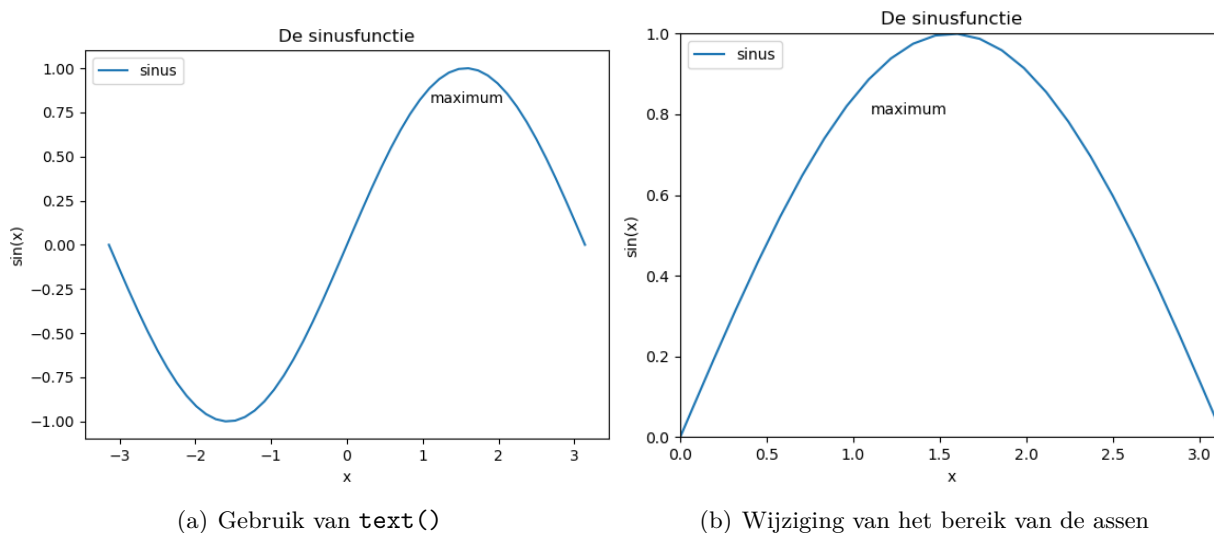 De sinusfunctie
sinus
maximum
1.00
0.75
0.50
0.25
0.00
−0.25
−0.50
−0.75
−1.00
sin(x)
−3 −2 −1 0 1 2 3
x
(a) Gebruik van text()
De sinusfunctie
sinus
maximum
1.0
0.8
0.6
0.4
0.2
0.0
sin(x)
0.0 0.5 1.0 1.5 2.0 2.5 3.0
x
(b) Wijziging van het bereik van de assen